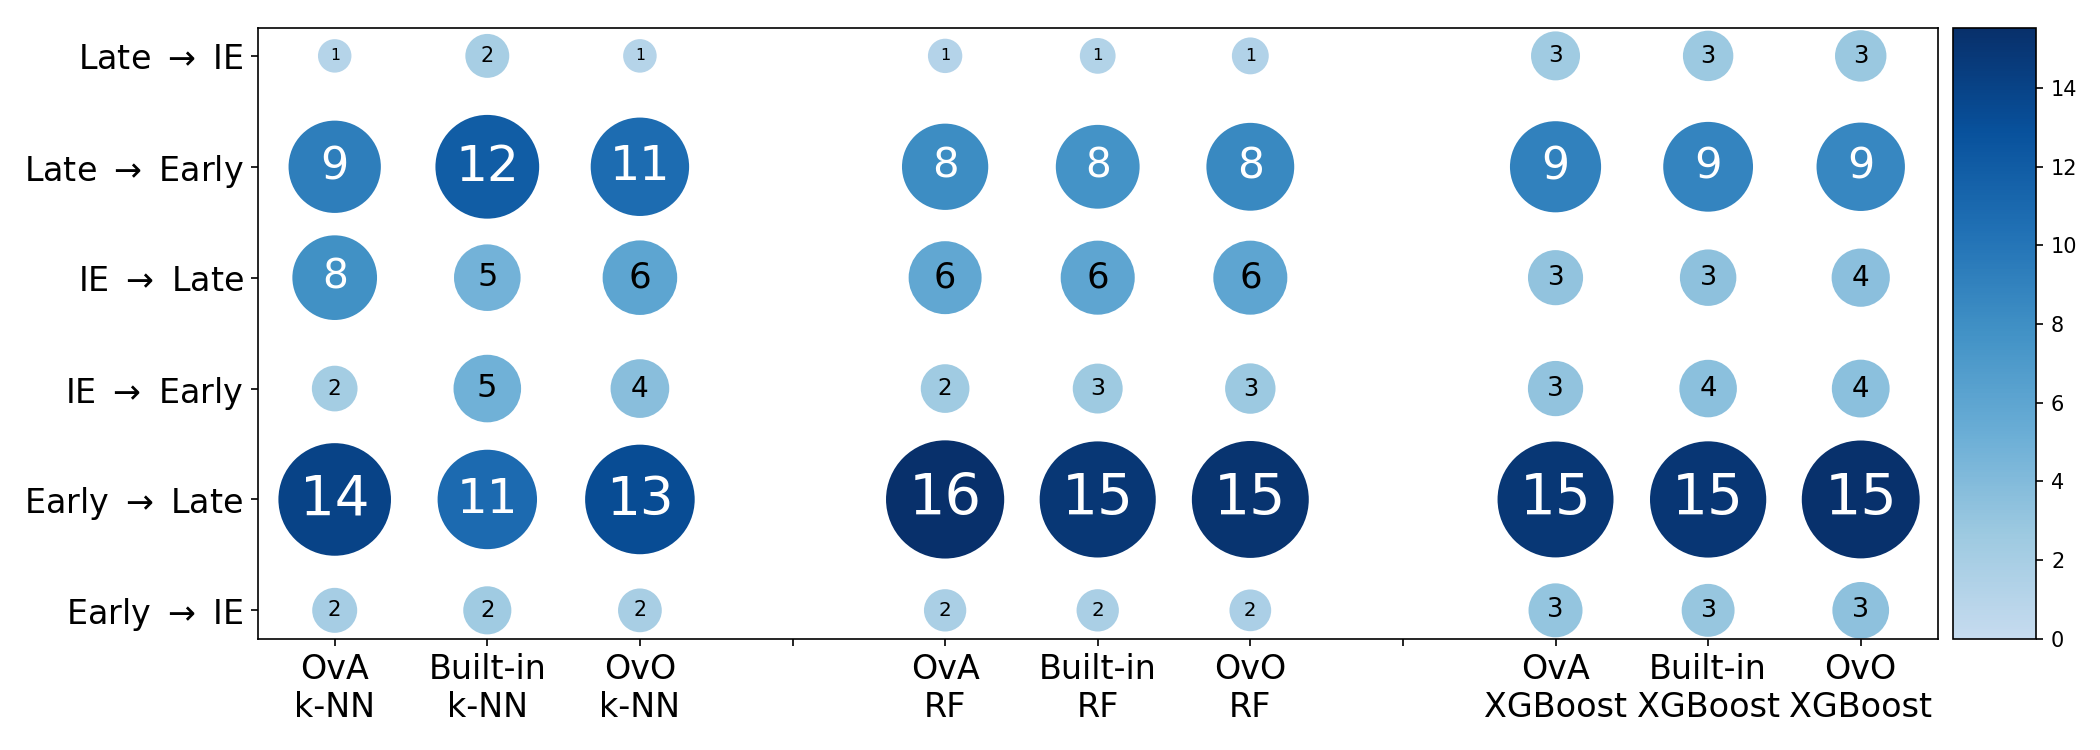 Late → IE 1 2 1 1 1 1 3 3 3
Late → Early 9 12 11 8 8 8 9 9 9
IE → Late 8 5 6 6 6 6 3 3 4
IE → Early 2 5 4 2 3 3 3 4 4
Early → Late 14 11 13 16 15 15 15 15 15
Early → IE 2 2 2 2 2 2 3 3 3
OvA Built-in OvO OvA Built-in OvO OvA Built-in OvO
k-NN k-NN k-NN RF RF RF XGBoost XGBoost XGBoost
14
12
10
8
6
4
2
0